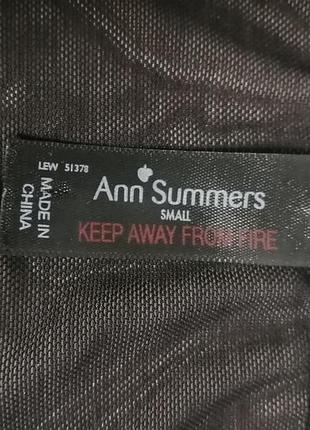 LEW 51378
MADE IN
CHINA
Ann Summers
SMALL
KEEP AWAY FROM FIRE